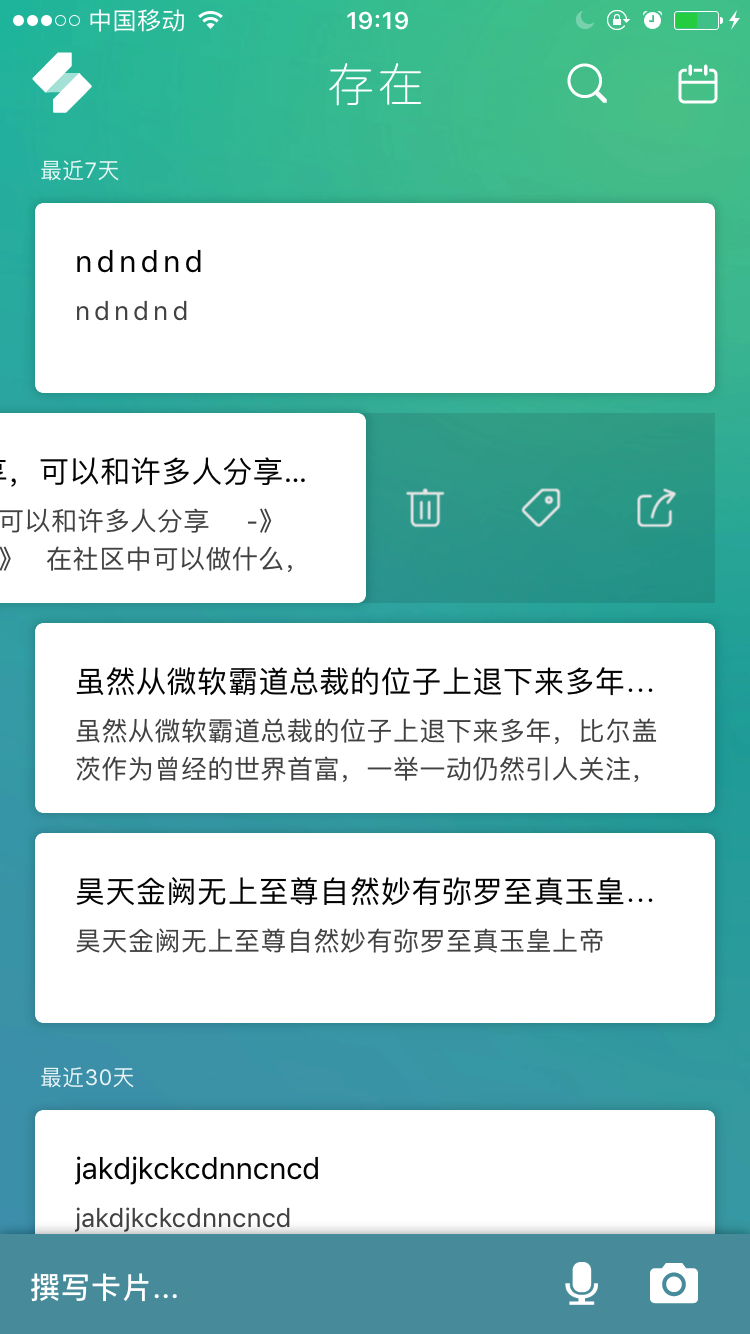 中国移动
19:19
存在
最近7天
ndndnd
ndndnd
，可以和许多人分享...
可以和许多人分享 -》
》 在社区中可以做什么，
虽然从微软霸道总裁的位子上退下来多年...
虽然从微软霸道总裁的位子上退下来多年，比尔盖
茨作为曾经的世界首富，一举一动仍然引人关注，
昊天金阙无上至尊自然妙有弥罗至真玉皇...
昊天金阙无上至尊自然妙有弥罗至真玉皇上帝
最近30天
jakdjkckcdnncncd
jakdjkckcdnncncd
撰写卡片...